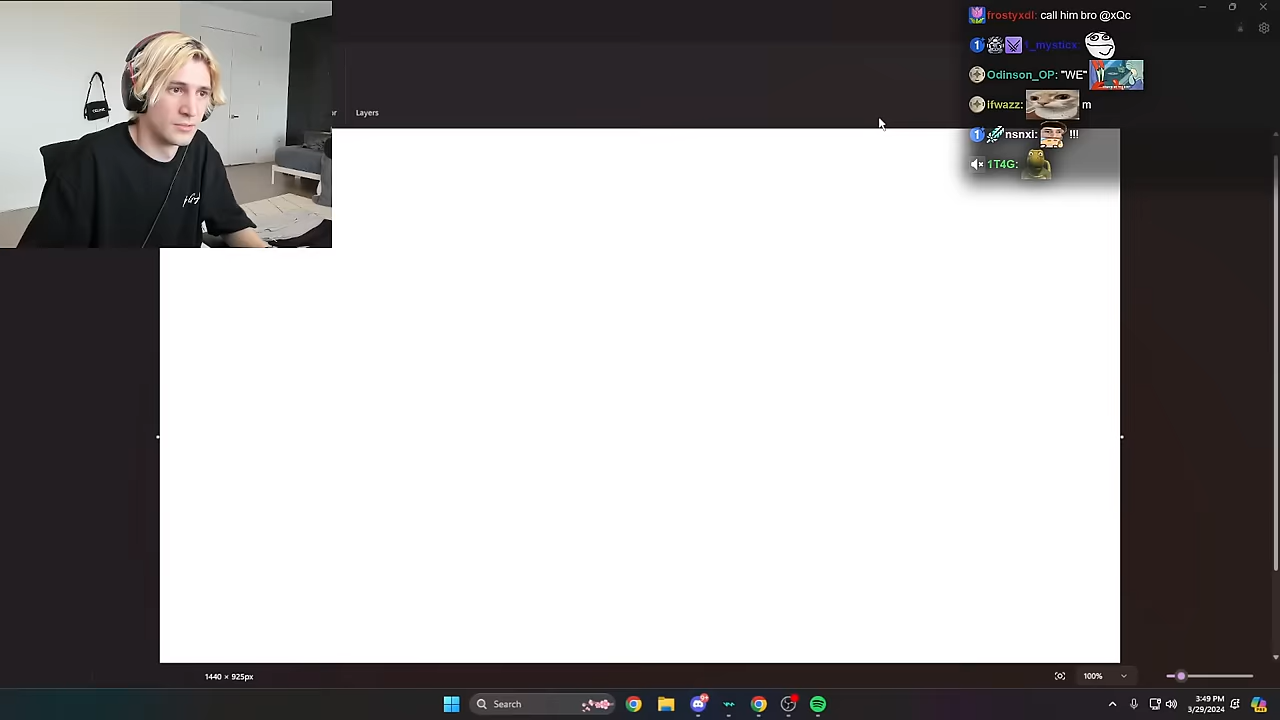 frostyxdl: call him bro @xQc
Odinson_OP: "WE"
ifwazz: m
nsnxi: !!!
1T4G:
Layers
1440 × 925px
100%
Search
3:49 PM
3/29/2024